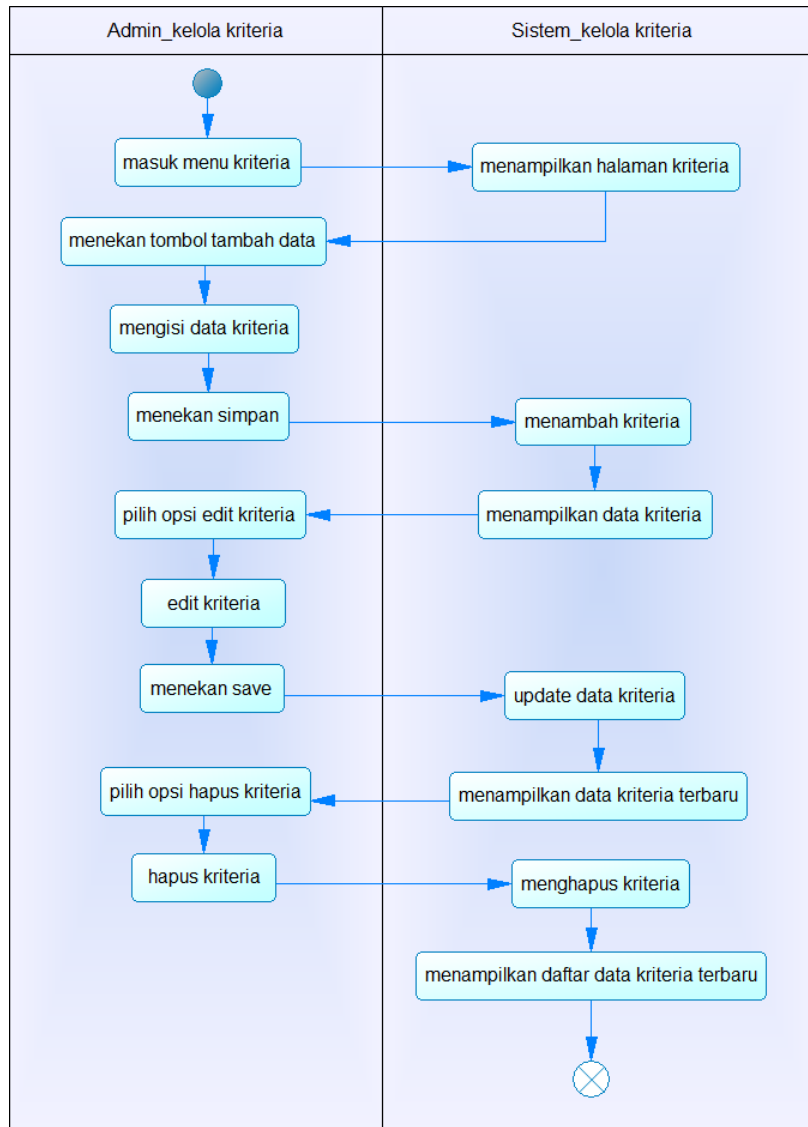 Admin_kelola kriteria
Sistem_kelola kriteria
masuk menu kriteria
menampilkan halaman kriteria
menekan tombol tambah data
mengisi data kriteria
menekan simpan
menambah kriteria
menampilkan data kriteria
pilih opsi edit kriteria
edit kriteria
menekan save
update data kriteria
menampilkan data kriteria terbaru
pilih opsi hapus kriteria
hapus kriteria
menghapus kriteria
menampilkan daftar data kriteria terbaru